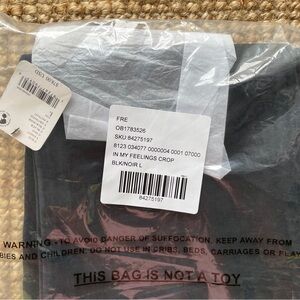 FRE
OB1783526
SKU:84275197
8123 034077 0000004 0001 07000
IN MY FEELINGS CROP
BLK/NOIR L
84275197
WARNING: TO AVOID DANGER OF SUFFOCATION, KEEP AWAY FROM
BIES AND CHILDREN. DO NOT USE IN CRIBS, BEDS, CARRIAGES OR PLAY
THIS BAG IS NOT A TOY